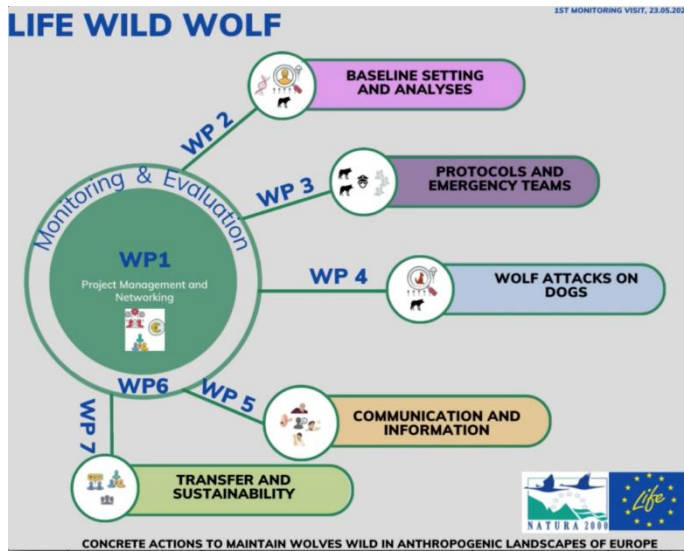 LIFE WILD WOLF
1ST MONITORING VISIT, 23.05.202
WP 2
BASELINE SETTING
AND ANALYSES
WP 3
PROTOCOLS AND
EMERGENCY TEAMS
Monitoring & Evaluation
WP1
Project Management and
Networking
WP 4
WOLF ATTACKS ON
DOGS
WP6
WP 5
COMMUNICATION AND
INFORMATION
WP 7
TRANSFER AND
SUSTAINABILITY
NATURA 2000
Life
CONCRETE ACTIONS TO MAINTAIN WOLVES WILD IN ANTHROPOGENIC LANDSCAPES OF EUROPE